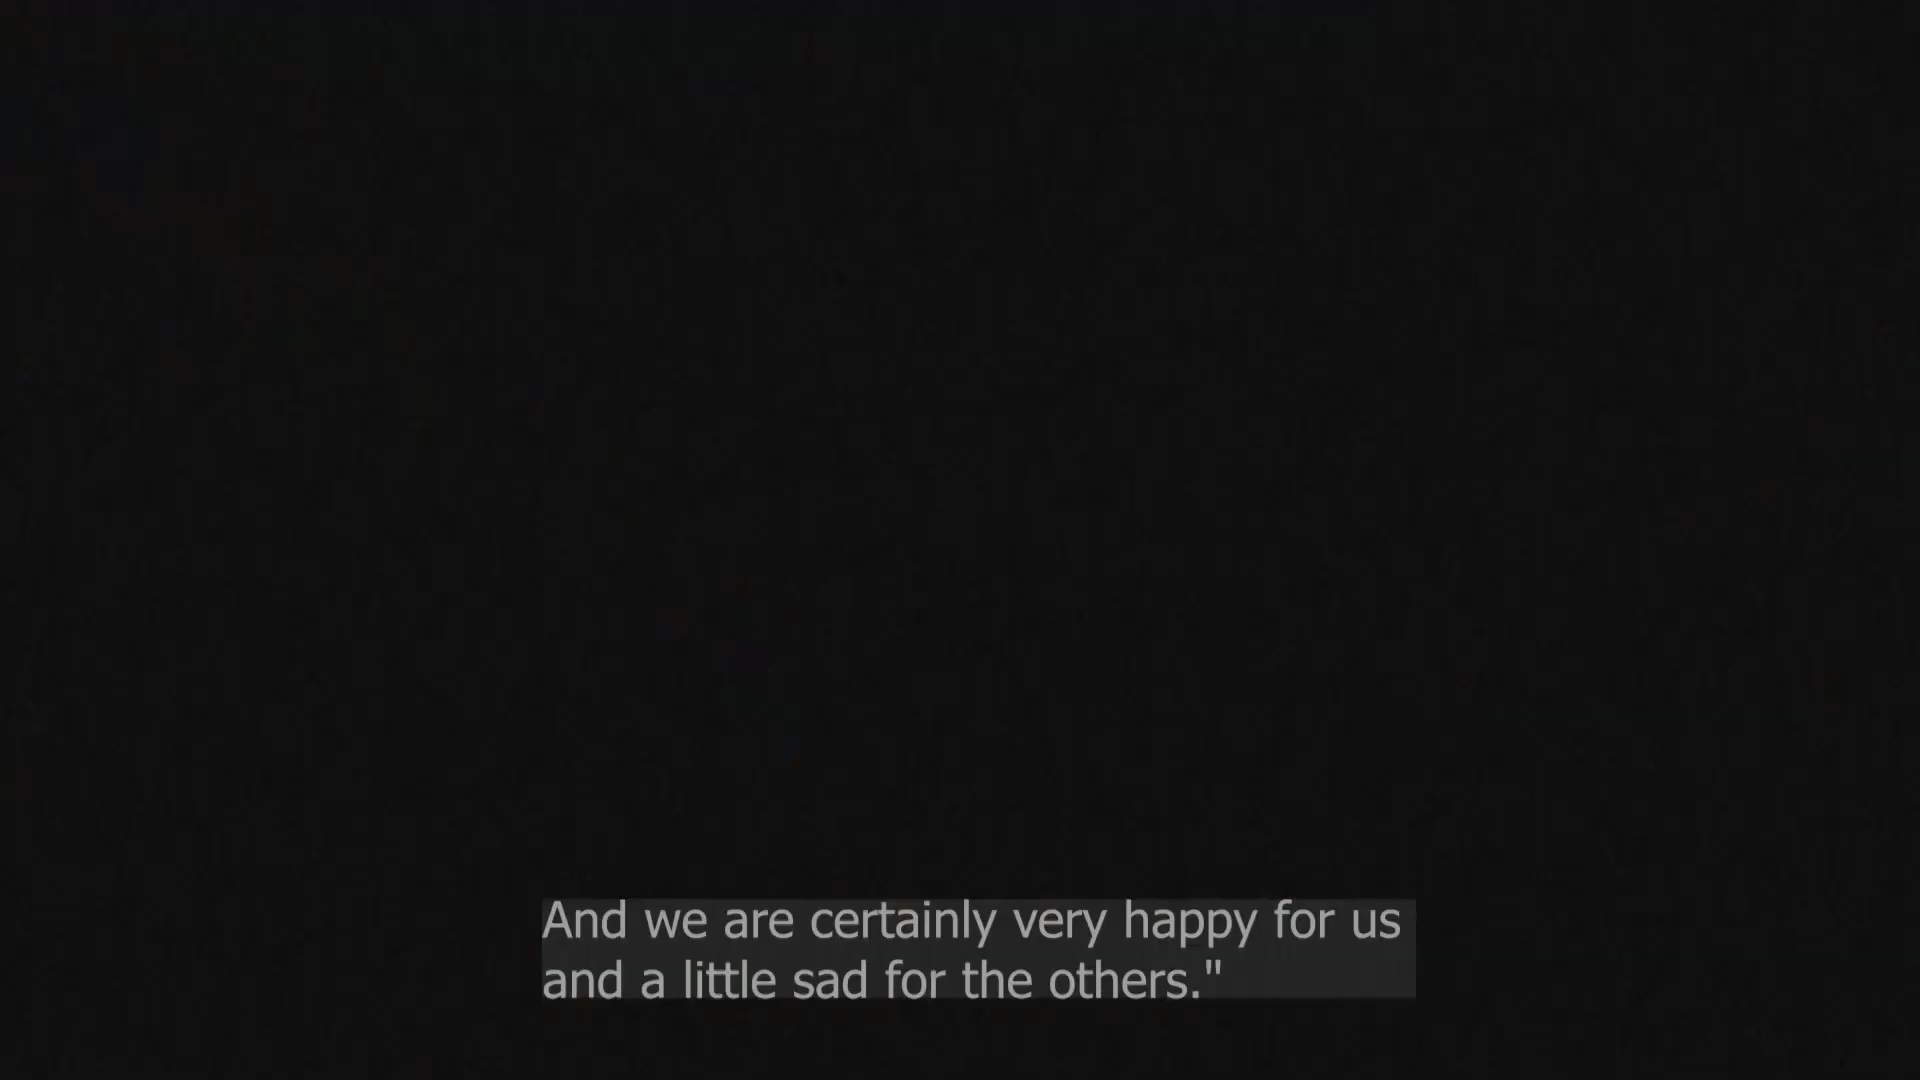 And we are certainly very happy for us
and a little sad for the others."